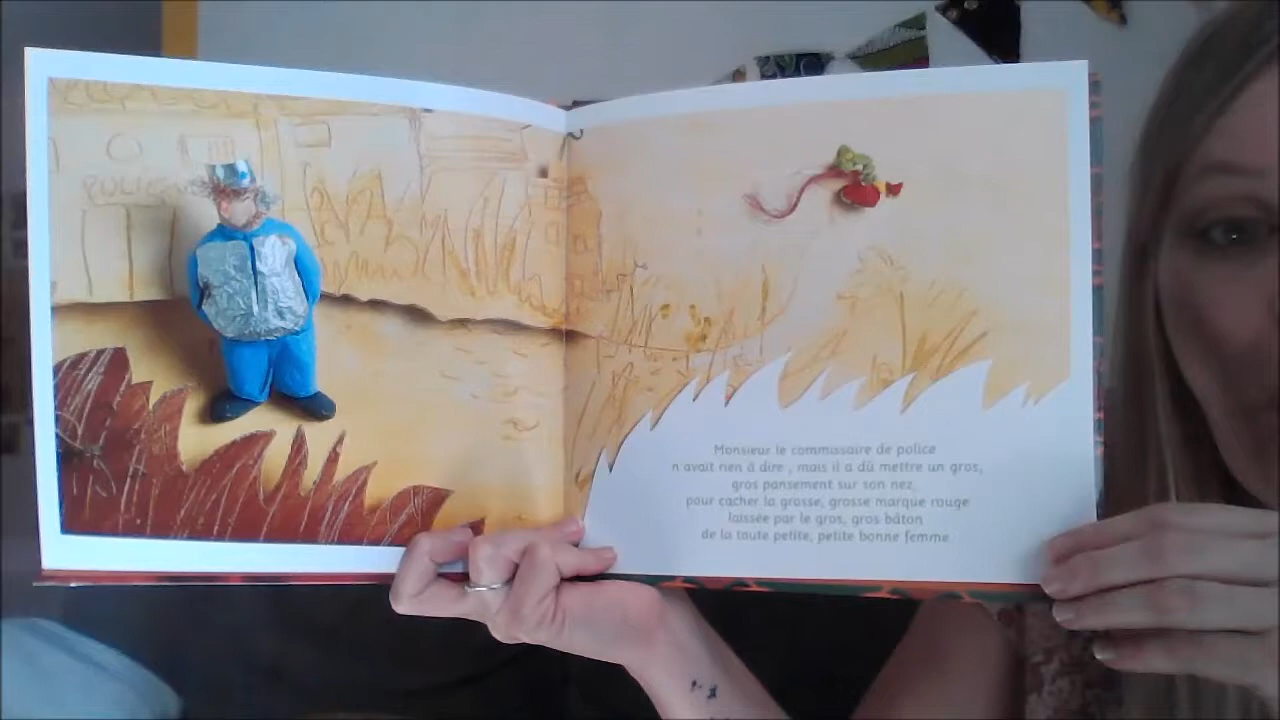 POLICE
Monsieur le commissaire de police
n avait rien à dire , mais il a dû mettre un gros,
gros pansement sur son nez,
pour cacher la grosse, grosse marque rouge
laissée par le gros, gros bâton
de la toute petite, petite bonne femme